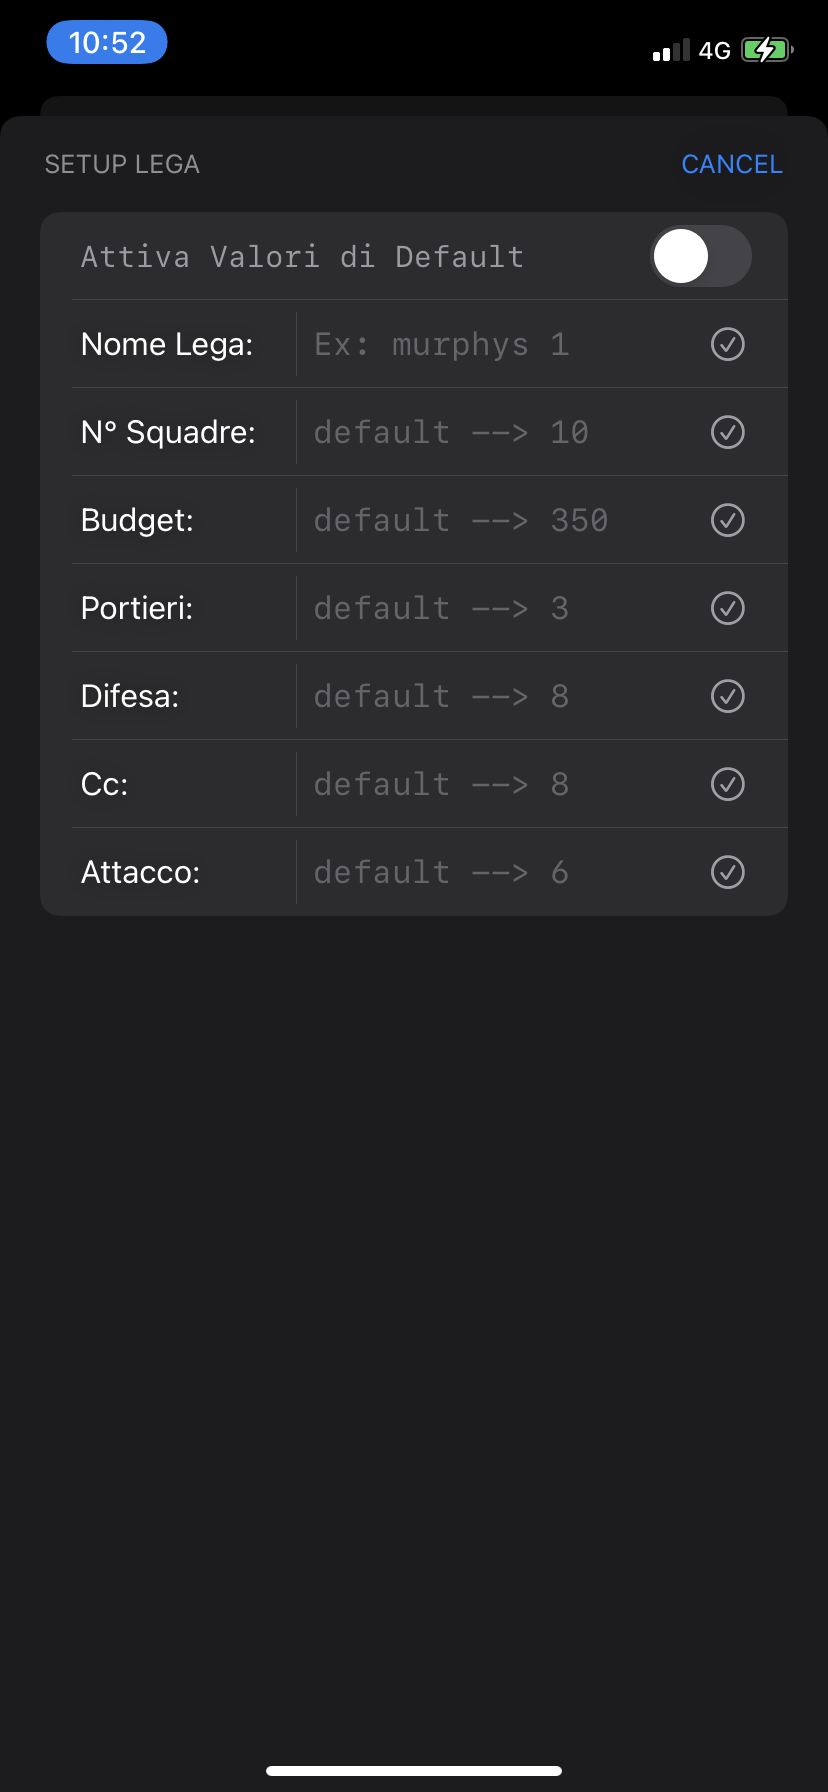 10:52 4G
SETUP LEGA CANCEL
Attiva Valori di Default
Nome Lega: Ex: murphys 1
N° Squadre: default --> 10
Budget: default --> 350
Portieri: default --> 3
Difesa: default --> 8
Cc: default --> 8
Attacco: default --> 6